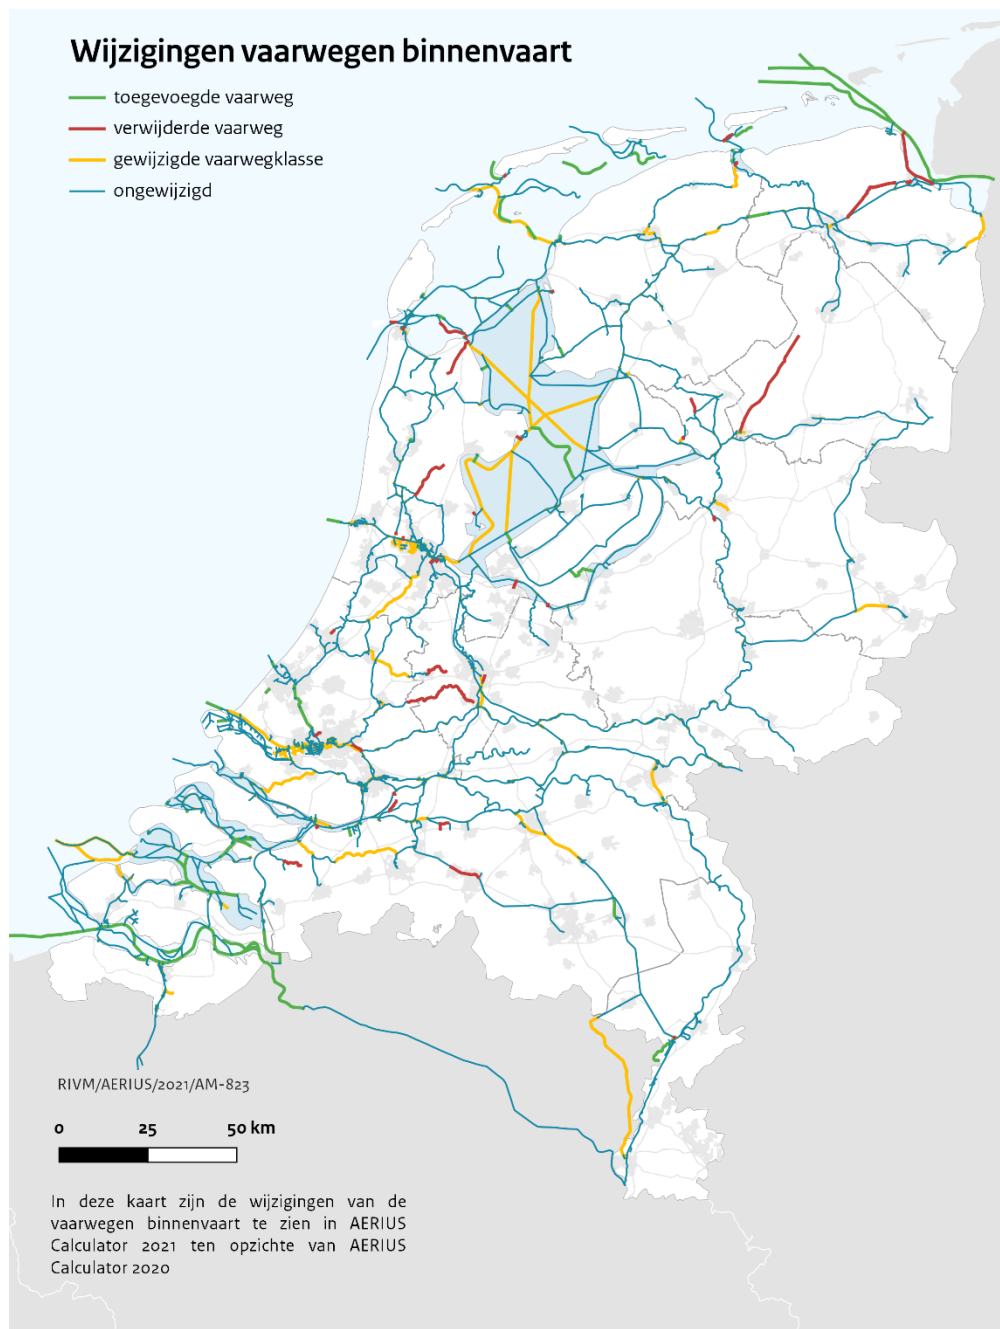 Wijzigingen vaarwegen binnenvaart
toegevoegde vaarweg
verwijderde vaarweg
gewijzigde vaarwegklasse
ongewijzigd
RIVM/AERIUS/2021/AM-823
0 25 50 km
In deze kaart zijn de wijzigingen van de
vaarwegen binnenvaart te zien in AERIUS
Calculator 2021 ten opzichte van AERIUS
Calculator 2020